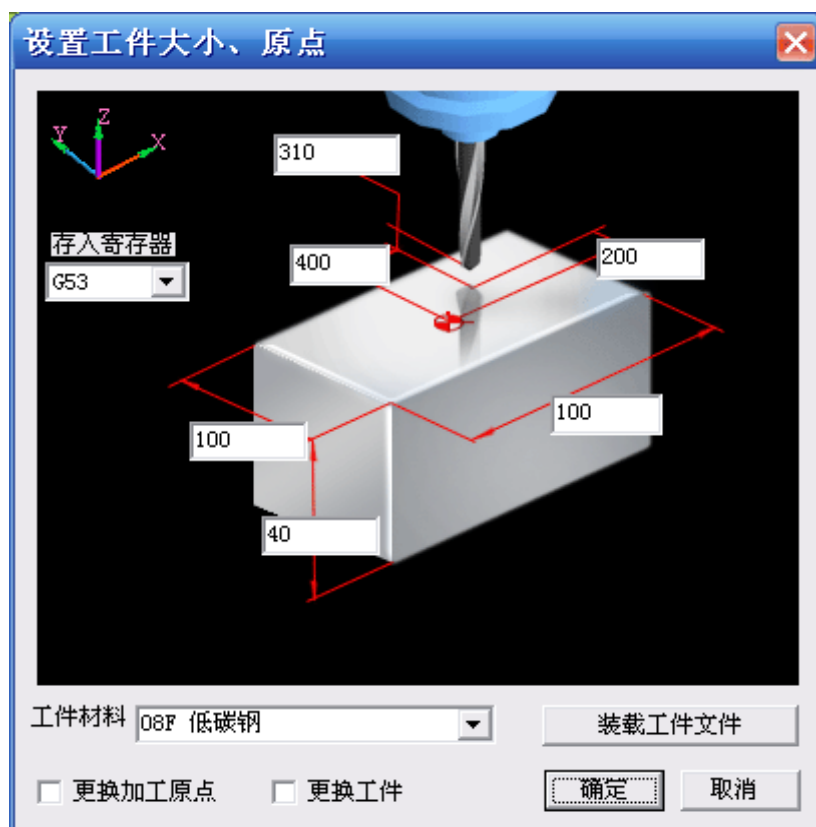 设置工件大小、原点
Z
Y
X
310
存入寄存器
G53
400
200
100
100
40
工件材料
08F 低碳钢
装载工件文件
更换加工原点
更换工件
确定
取消